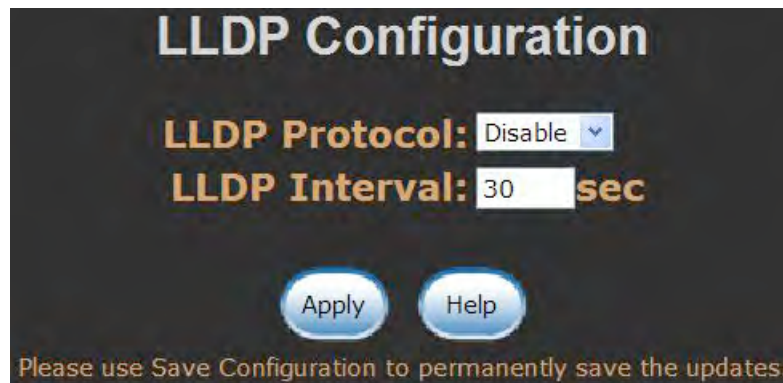 LLDP Configuration
LLDP Protocol: Disable
LLDP Interval: 30 sec
Apply Help
Please use Save Configuration to permanently save the updates